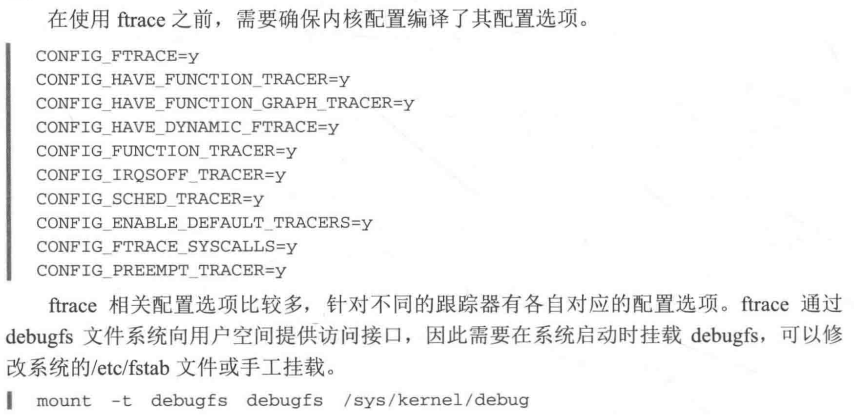 在使用 ftrace 之前，需要确保内核配置编译了其配置选项。
CONFIG_FTRACE=y
CONFIG_HAVE_FUNCTION_TRACER=y
CONFIG_HAVE_FUNCTION_GRAPH_TRACER=y
CONFIG_HAVE_DYNAMIC_FTRACE=y
CONFIG_FUNCTION_TRACER=y
CONFIG_IRQSOFF_TRACER=y
CONFIG_SCHED_TRACER=y
CONFIG_ENABLE_DEFAULT_TRACERS=y
CONFIG_FTRACE_SYSCALLS=y
CONFIG_PREEMPT_TRACER=y
ftrace 相关配置选项比较多，针对不同的跟踪器有各自对应的配置选项。ftrace 通过
debugfs 文件系统向用户空间提供访问接口，因此需要在系统启动时挂载 debugfs，可以修
改系统的/etc/fstab 文件或手工挂载。
mount -t debugfs debugfs /sys/kernel/debug